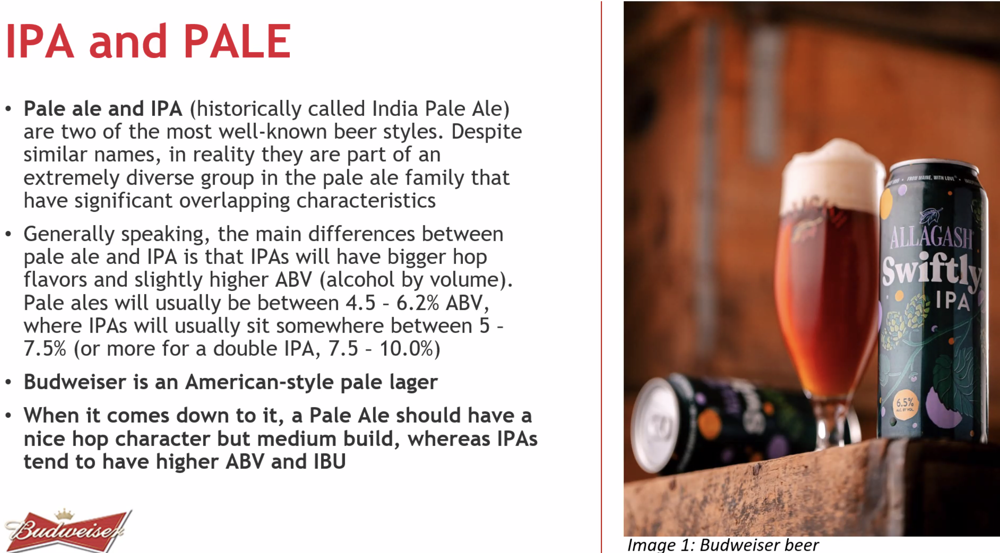 IPA and PALE
• Pale ale and IPA (historically called India Pale Ale)
are two of the most well-known beer styles. Despite
similar names, in reality they are part of an
extremely diverse group in the pale ale family that
have significant overlapping characteristics
• Generally speaking, the main differences between
pale ale and IPA is that IPAs will have bigger hop
flavors and slightly higher ABV (alcohol by volume).
Pale ales will usually be between 4.5 – 6.2% ABV,
where IPAs will usually sit somewhere between 5 –
7.5% (or more for a double IPA, 7.5 – 10.0%)
• Budweiser is an American-style pale lager
• When it comes down to it, a Pale Ale should have a
nice hop character but medium build, whereas IPAs
tend to have higher ABV and IBU
Budweiser
• FROM MAINE, WITH LOVE •
ALLAGASH
Swiftly
IPA
6.5%
ALC. BY VOL.
Image 1: Budweiser beer